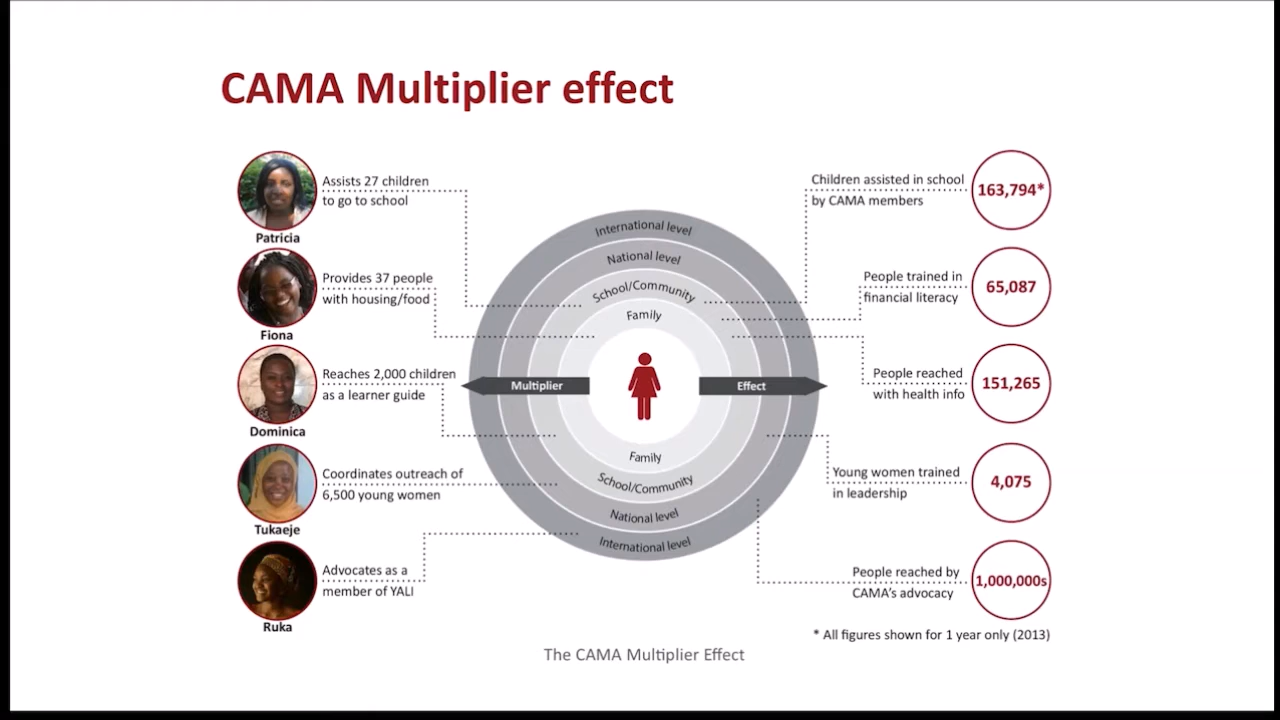 CAMA Multiplier effect
Assists 27 children
to go to school
Patricia
Provides 37 people
with housing/food
Fiona
Reaches 2,000 children
as a learner guide
Dominica
Coordinates outreach of
6,500 young women
Tukaeje
Advocates as a
member of YALI
Ruka
International level
National level
School/Community
Family
Multiplier
Effect
Family
School/Community
National level
International level
Children assisted in school
by CAMA members
163,794*
People trained in
financial literacy
65,087
People reached
with health info
151,265
Young women trained
in leadership
4,075
People reached by
CAMA's advocacy
1,000,000s
* All figures shown for 1 year only (2013)
The CAMA Multiplier Effect